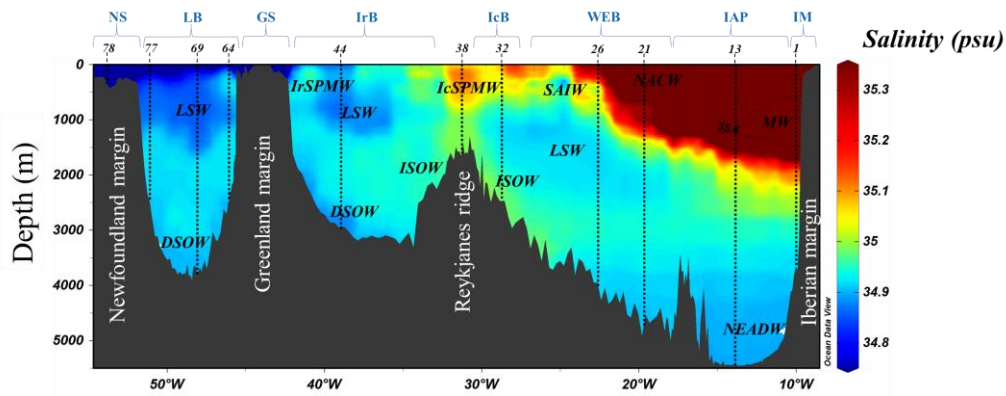 NS LB GS IrB IcB WEB IAP IM
78 77 69 64 44 38 32 26 21 13 1
Salinity (psu)
Depth (m)
0
1000
2000
3000
4000
5000
IrSPMW IcSPMW SAIW NACW
LSW LSW MW
35.6
LSW
ISOW ISOW
DSOW
DSOW
NEADW
Newfoundland margin
Greenland margin
Reykjanes ridge
Iberian margin
Ocean Data View
50°W 40°W 30°W 20°W 10°W
35.3
35.2
35.1
35
34.9
34.8